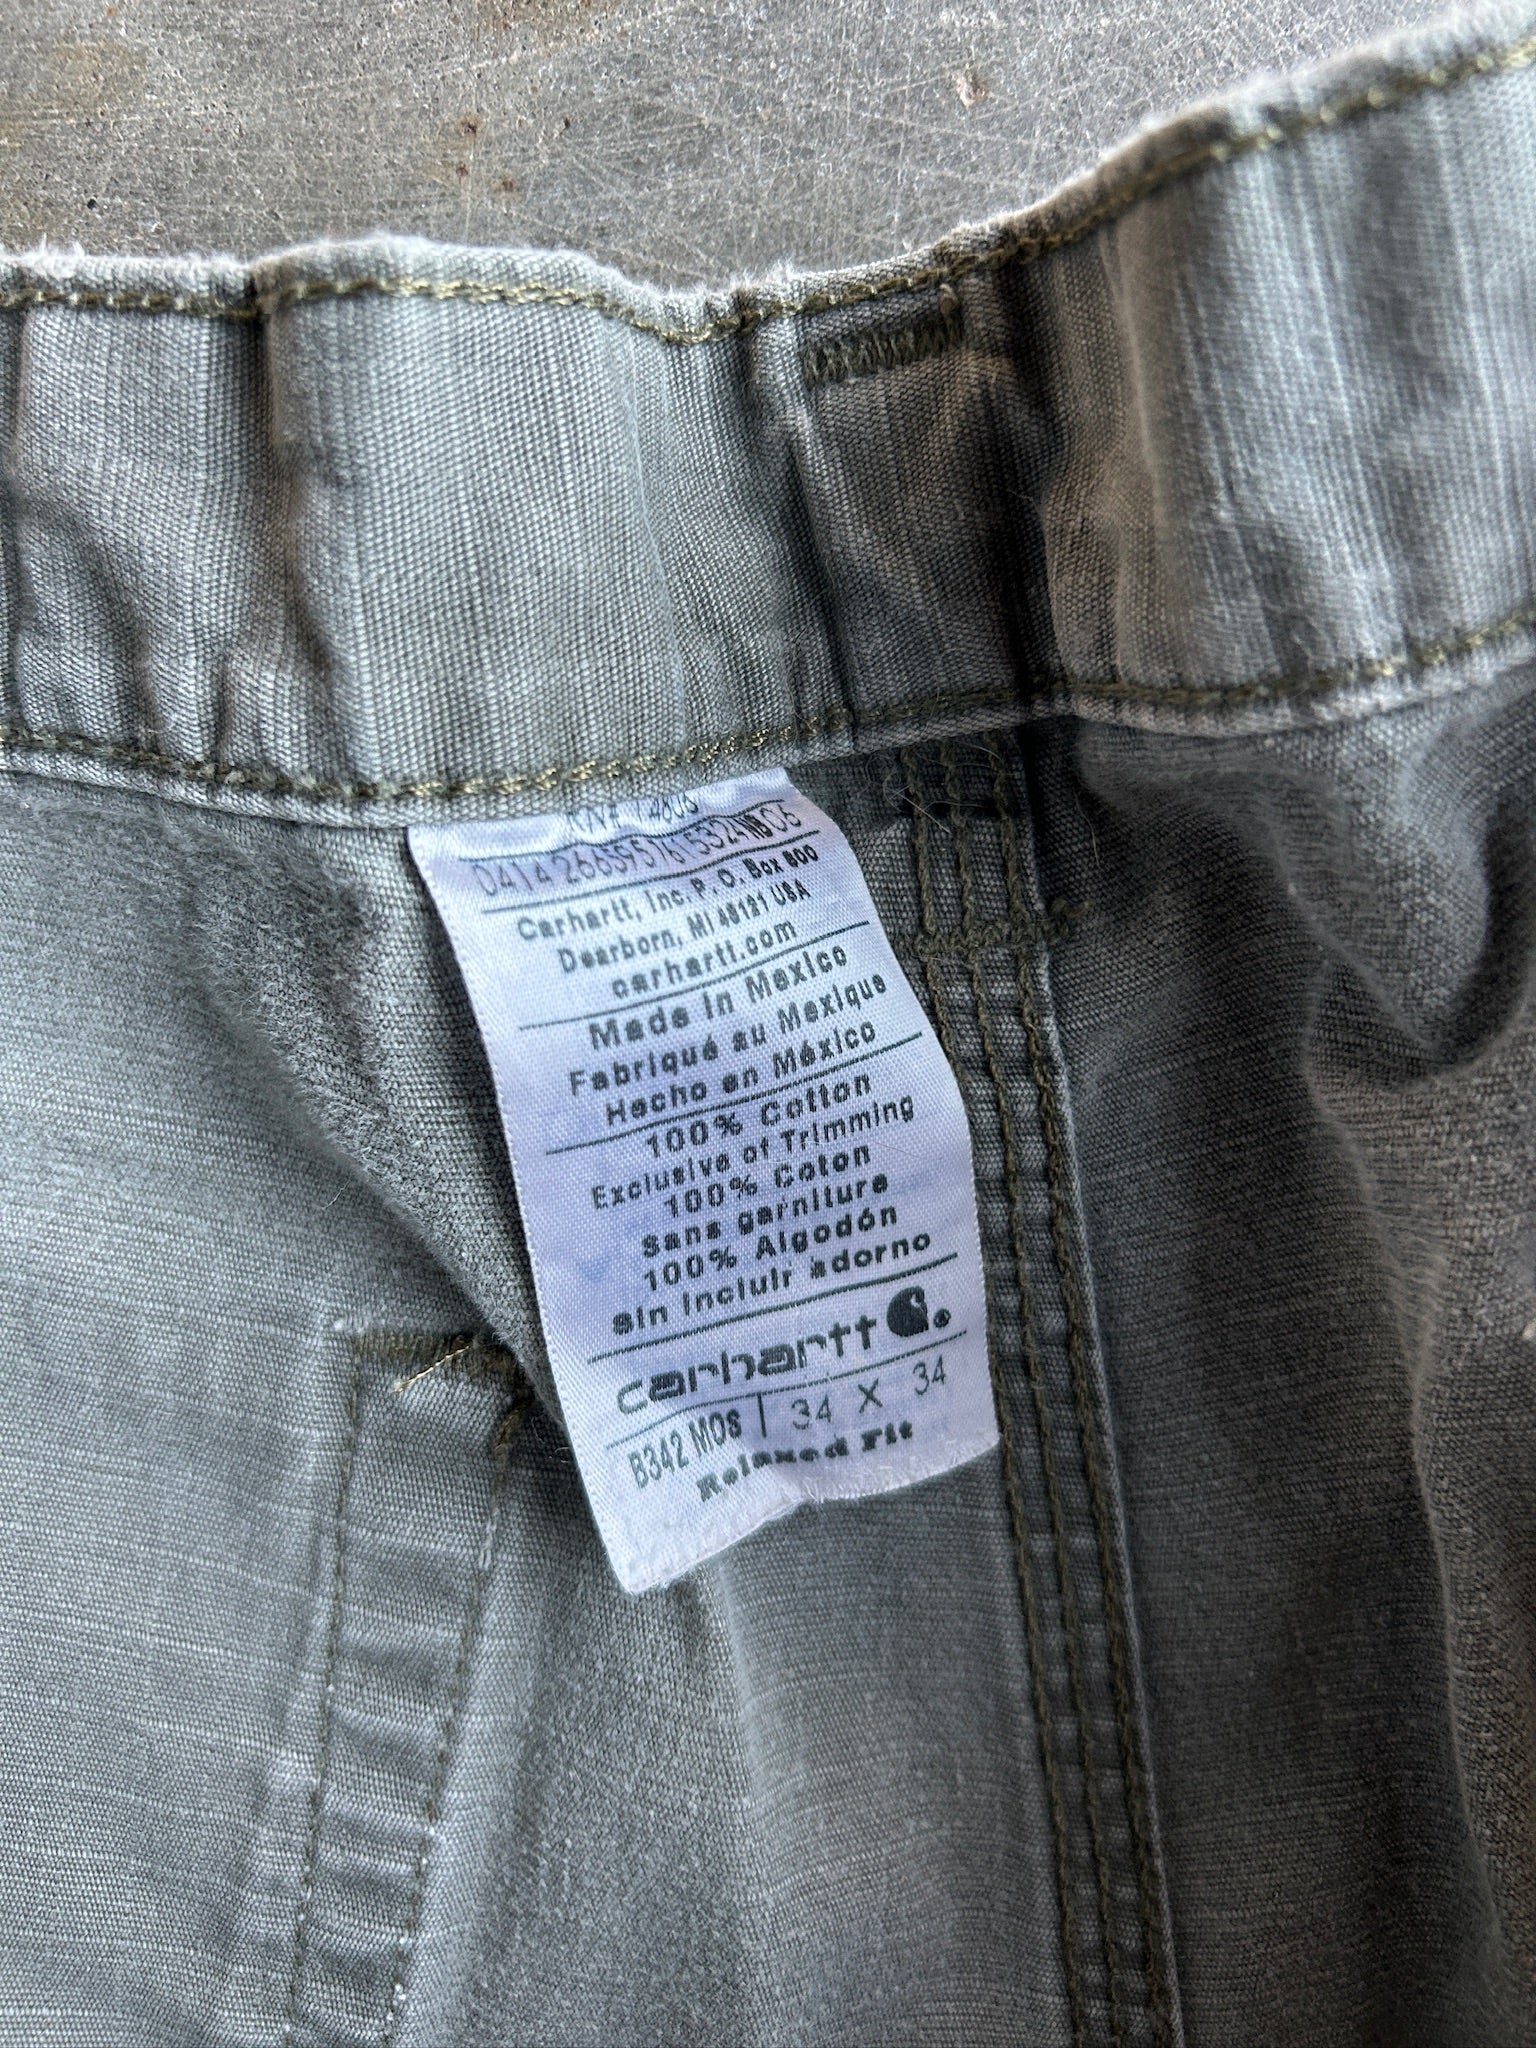 Carhartt, Inc. P. O. Box 600
Dearborn, MI 48121 USA
carhartt.com
Made in Mexico
Fabriqué au Mexique
Hecho en México
100% Cotton
Exclusive of Trimming
100% Coton
Sans garniture
100% Algodón
Sin incluir adorno
carhartt
B342 MOS 34 X 34
Relaxed Fit